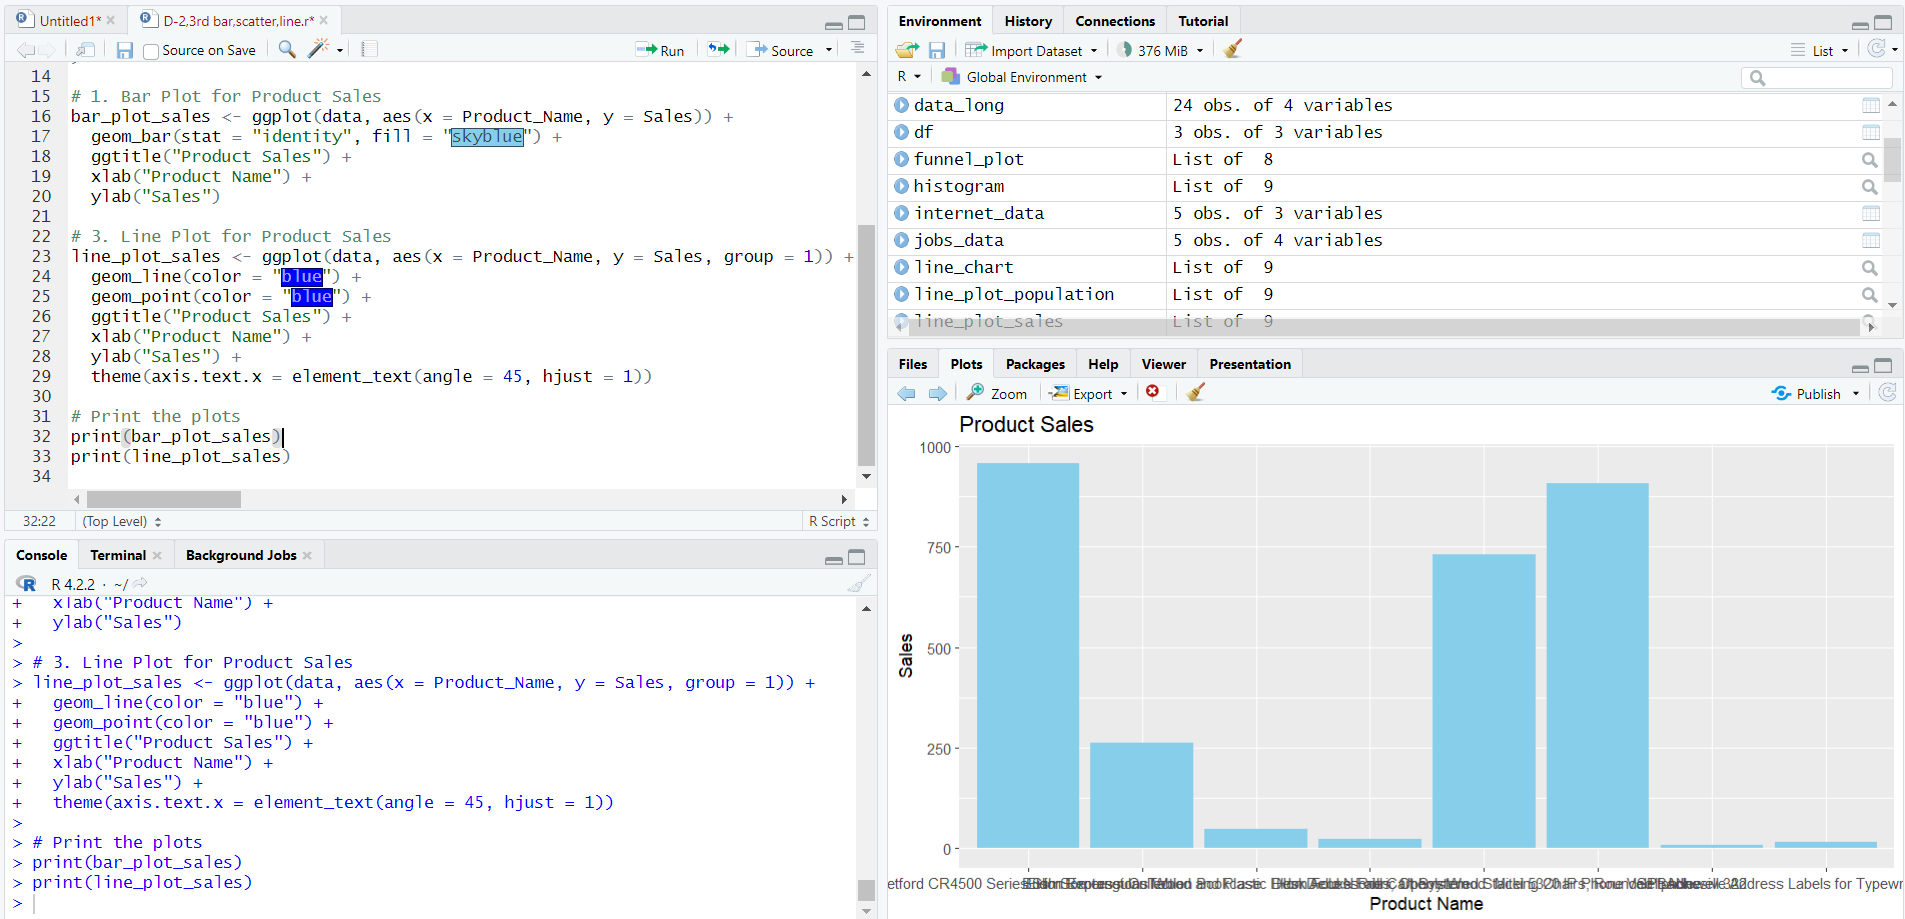 Untitled1*
D-2,3rd bar,scatter,line.r*
Source on Save
Run
Source
14
15 # 1. Bar Plot for Product Sales
16 bar_plot_sales <- ggplot(data, aes(x = Product_Name, y = Sales)) +
17 geom_bar(stat = "identity", fill = "skyblue") +
18 ggtitle("Product Sales") +
19 xlab("Product Name") +
20 ylab("Sales")
21
22 # 3. Line Plot for Product Sales
23 line_plot_sales <- ggplot(data, aes(x = Product_Name, y = Sales, group = 1)) +
24 geom_line(color = "blue") +
25 geom_point(color = "blue") +
26 ggtitle("Product Sales") +
27 xlab("Product Name") +
28 ylab("Sales") +
29 theme(axis.text.x = element_text(angle = 45, hjust = 1))
30
31 # Print the plots
32 print(bar_plot_sales)
33 print(line_plot_sales)
34
32:22 (Top Level) R Script
Console Terminal Background Jobs
R 4.2.2 · ~/
+ xlab("Product Name") +
+ ylab("Sales")
>
> # 3. Line Plot for Product Sales
> line_plot_sales <- ggplot(data, aes(x = Product_Name, y = Sales, group = 1)) +
+ geom_line(color = "blue") +
+ geom_point(color = "blue") +
+ ggtitle("Product Sales") +
+ xlab("Product Name") +
+ ylab("Sales") +
+ theme(axis.text.x = element_text(angle = 45, hjust = 1))
>
> # Print the plots
> print(bar_plot_sales)
> print(line_plot_sales)
>
Environment History Connections Tutorial
Import Dataset 376 MiB List
R Global Environment
data_long 24 obs. of 4 variables
df 3 obs. of 3 variables
funnel_plot List of 8
histogram List of 9
internet_data 5 obs. of 3 variables
jobs_data 5 obs. of 4 variables
line_chart List of 9
line_plot_population List of 9
line_plot_sales List of 9
Files Plots Packages Help Viewer Presentation
Zoom Export Publish
Product Sales
1000
750
500
250
0
Sales
etford CR4500 Series
Address Labels for Typewr
Product Name